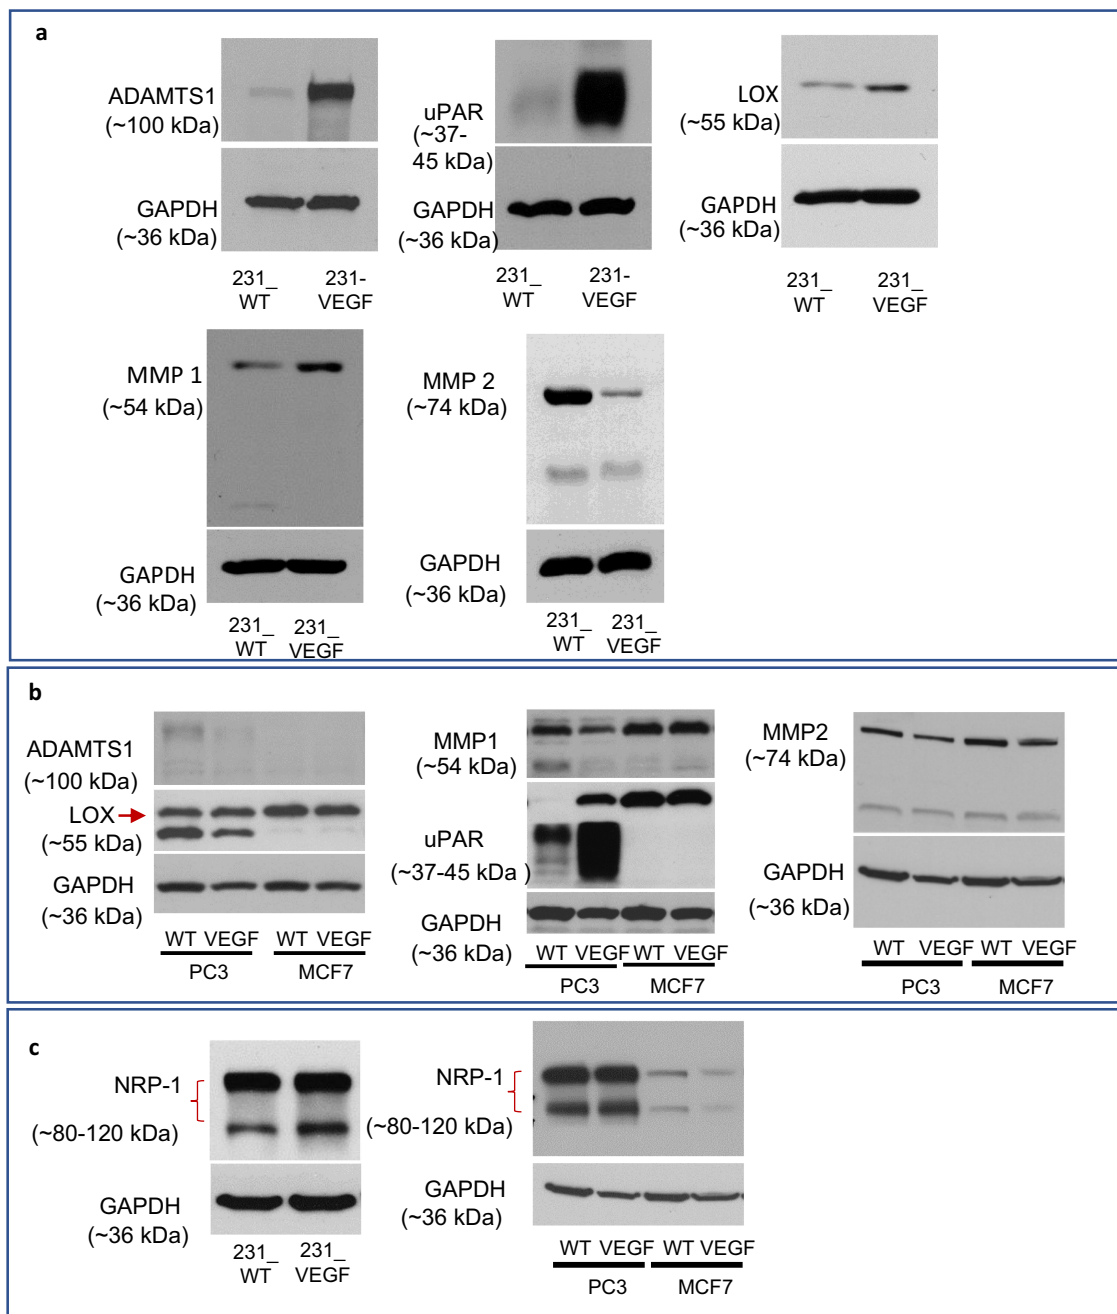 a
ADAMTS1
(~100 kDa)
GAPDH
(~36 kDa)
231_
WT
231-
VEGF
uPAR
(~37-
45 kDa)
GAPDH
(~36 kDa)
231_
WT
231-
VEGF
LOX
(~55 kDa)
GAPDH
(~36 kDa)
231_
WT
231_
VEGF
MMP 1
(~54 kDa)
GAPDH
(~36 kDa)
231_
WT
231_
VEGF
MMP 2
(~74 kDa)
GAPDH
(~36 kDa)
231_
WT
231_
VEGF
b
ADAMTS1
(~100 kDa)
LOX
(~55 kDa)
GAPDH
(~36 kDa)
WT VEGF WT VEGF
PC3 MCF7
MMP1
(~54 kDa)
uPAR
(~37-45 kDa )
GAPDH
(~36 kDa)
WT VEGF WT VEGF
PC3 MCF7
MMP2
(~74 kDa)
GAPDH
(~36 kDa)
WT VEGF WT VEGF
PC3 MCF7
c
NRP-1
(~80-120 kDa)
GAPDH
(~36 kDa)
231_
WT
231_
VEGF
NRP-1
(~80-120 kDa)
GAPDH
(~36 kDa)
WT VEGF WT VEGF
PC3 MCF7